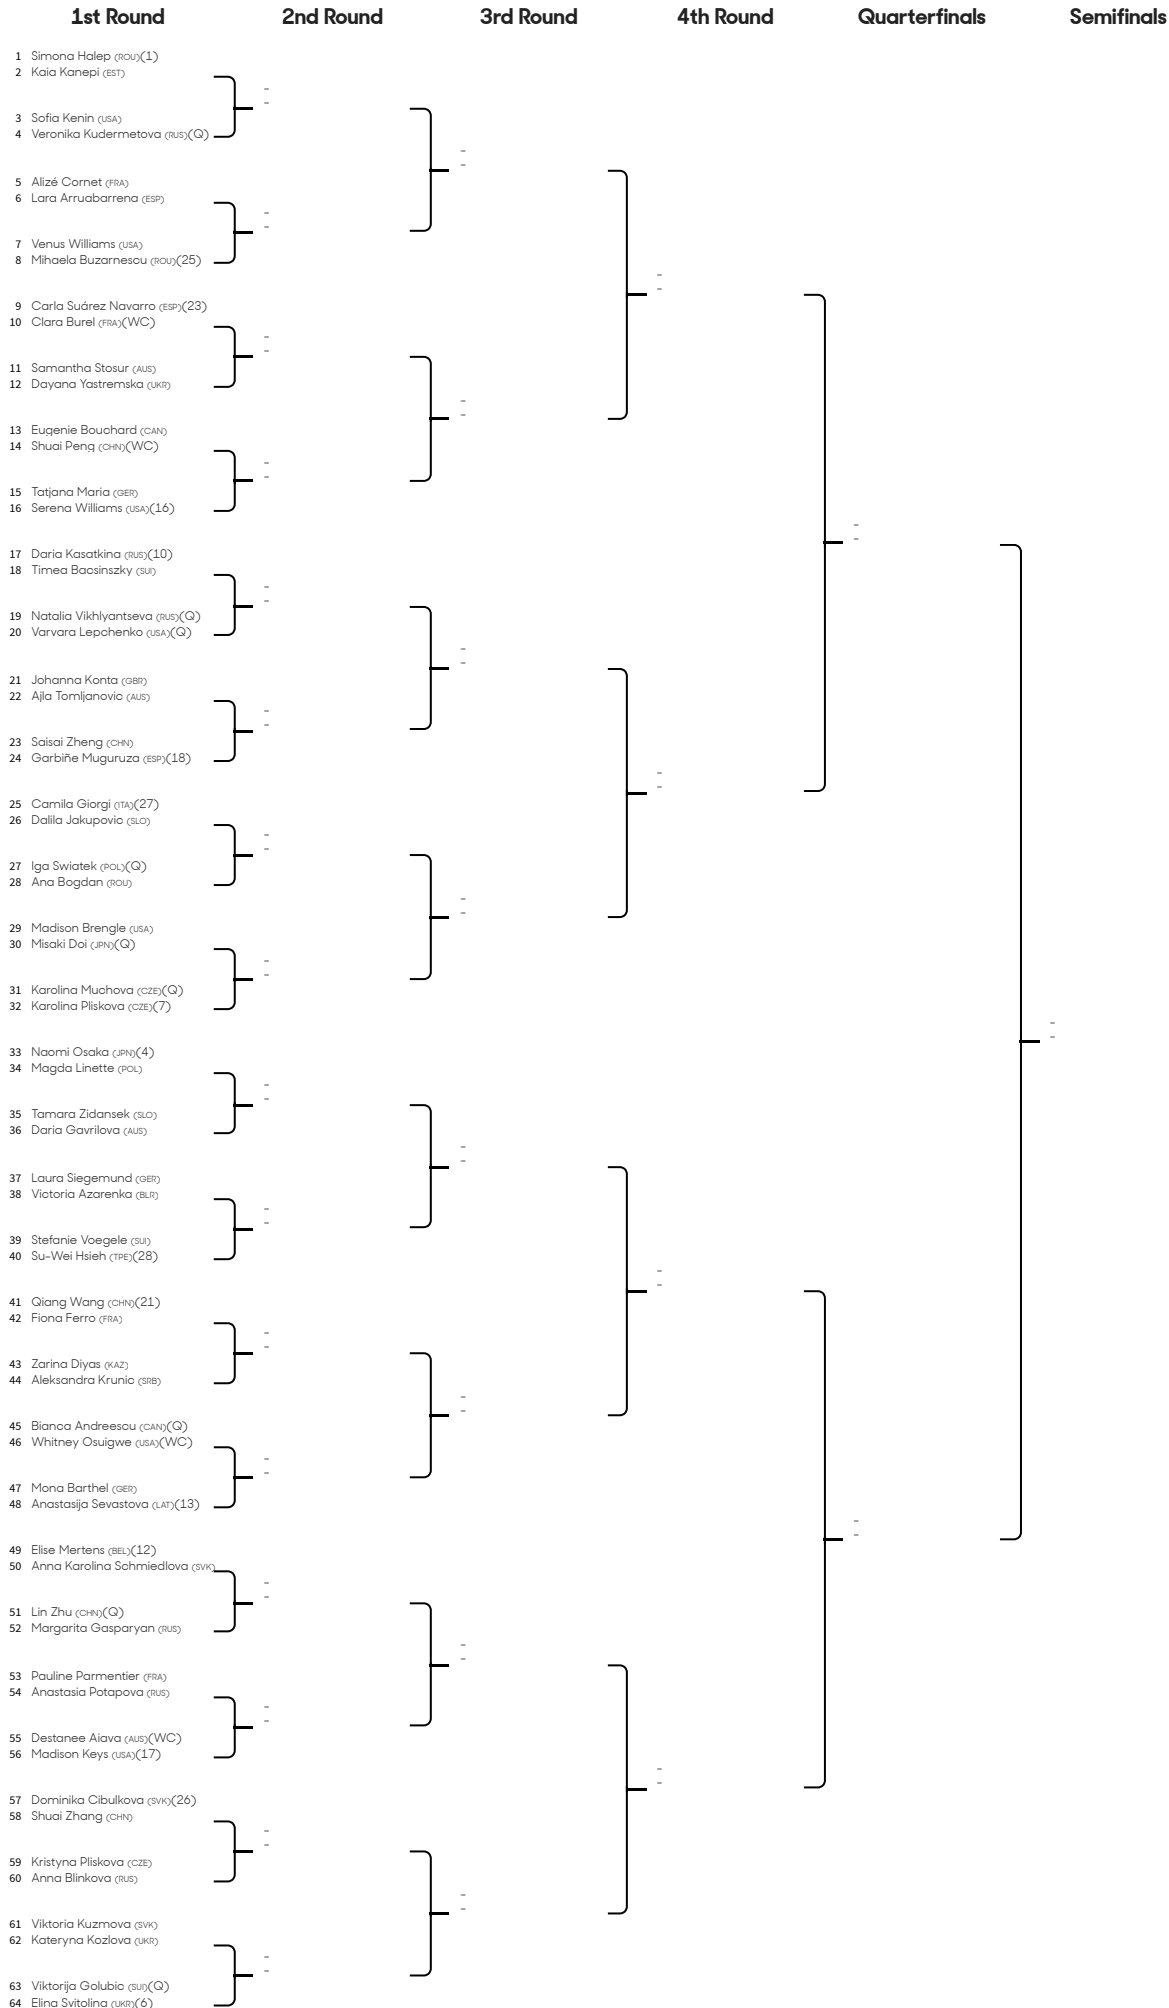 1st Round 2nd Round 3rd Round 4th Round Quarterfinals Semifinals
1 Simona Halep (ROU)(1)
2 Kaia Kanepi (EST)
3 Sofia Kenin (USA)
4 Veronika Kudermetova (RUS)(Q)
5 Alizé Cornet (FRA)
6 Lara Arruabarrena (ESP)
7 Venus Williams (USA)
8 Mihaela Buzarnescu (ROU)(25)
9 Carla Suárez Navarro (ESP)(23)
10 Clara Burel (FRA)(WC)
11 Samantha Stosur (AUS)
12 Dayana Yastremska (UKR)
13 Eugenie Bouchard (CAN)
14 Shuai Peng (CHN)(WC)
15 Tatjana Maria (GER)
16 Serena Williams (USA)(16)
17 Daria Kasatkina (RUS)(10)
18 Timea Bacsinszky (SUI)
19 Natalia Vikhlyantseva (RUS)(Q)
20 Varvara Lepchenko (USA)(Q)
21 Johanna Konta (GBR)
22 Ajla Tomljanovic (AUS)
23 Saisai Zheng (CHN)
24 Garbiñe Muguruza (ESP)(18)
25 Camila Giorgi (ITA)(27)
26 Dalila Jakupovic (SLO)
27 Iga Swiatek (POL)(Q)
28 Ana Bogdan (ROU)
29 Madison Brengle (USA)
30 Misaki Doi (JPN)(Q)
31 Karolina Muchova (CZE)(Q)
32 Karolina Pliskova (CZE)(7)
33 Naomi Osaka (JPN)(4)
34 Magda Linette (POL)
35 Tamara Zidansek (SLO)
36 Daria Gavrilova (AUS)
37 Laura Siegemund (GER)
38 Victoria Azarenka (BLR)
39 Stefanie Voegele (SUI)
40 Su-Wei Hsieh (TPE)(28)
41 Qiang Wang (CHN)(21)
42 Fiona Ferro (FRA)
43 Zarina Diyas (KAZ)
44 Aleksandra Krunic (SRB)
45 Bianca Andreescu (CAN)(Q)
46 Whitney Osuigwe (USA)(WC)
47 Mona Barthel (GER)
48 Anastasija Sevastova (LAT)(13)
49 Elise Mertens (BEL)(12)
50 Anna Karolina Schmiedlova (SVK)
51 Lin Zhu (CHN)(Q)
52 Margarita Gasparyan (RUS)
53 Pauline Parmentier (FRA)
54 Anastasia Potapova (RUS)
55 Destanee Aiava (AUS)(WC)
56 Madison Keys (USA)(17)
57 Dominika Cibulkova (SVK)(26)
58 Shuai Zhang (CHN)
59 Kristyna Pliskova (CZE)
60 Anna Blinkova (RUS)
61 Viktoria Kuzmova (SVK)
62 Kateryna Kozlova (UKR)
63 Viktorija Golubic (SUI)(Q)
64 Elina Svitolina (UKR)(6)